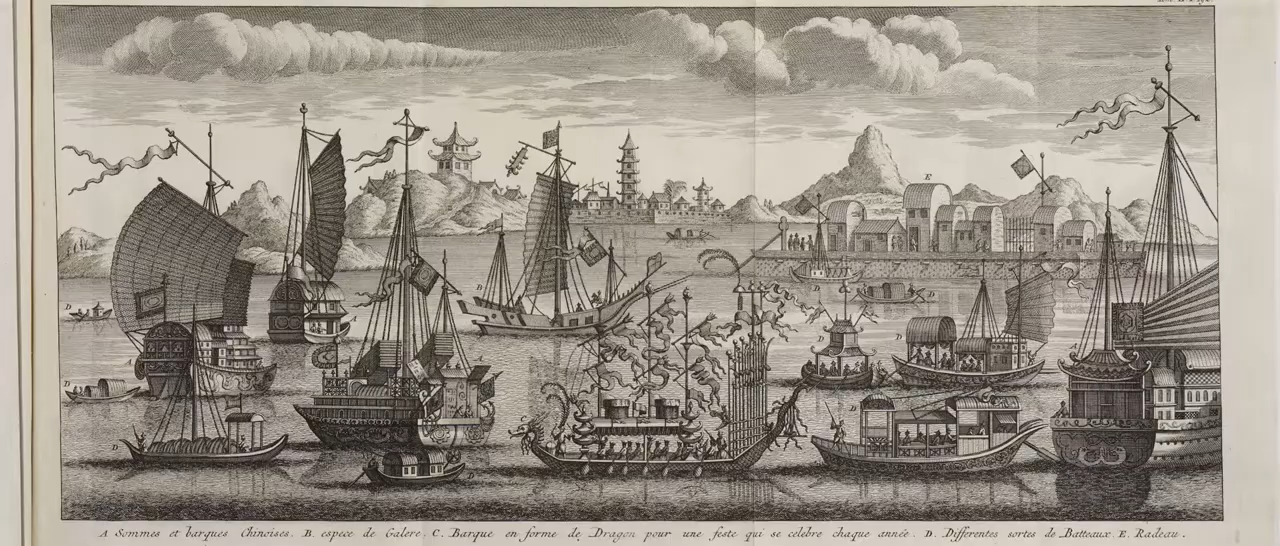 E
D
B
D
D
A
A
D
D
A
D
D
A
D
D
D
A Sommes et barques Chinoises. B. espece de Galere. C. Barque en forme de Dragon pour une feste qui se celebre chaque année. D. Differentes sortes de Batteaux. E. Radeau.